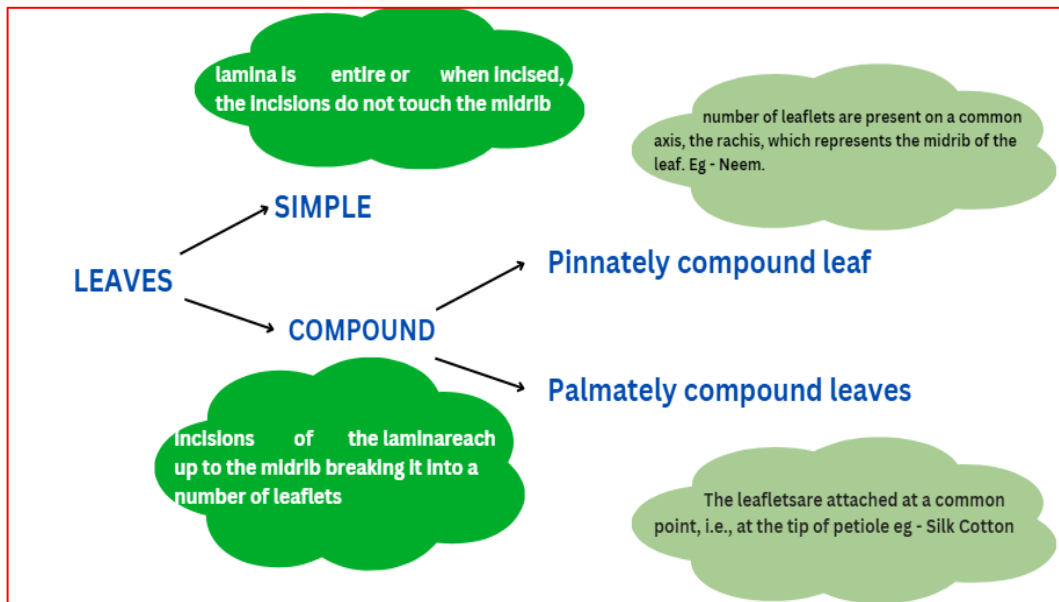 lamina is entire or when incised,
the incisions do not touch the midrib
number of leaflets are present on a common
axis, the rachis, which represents the midrib of the
leaf. Eg - Neem.
SIMPLE
Pinnately compound leaf
LEAVES
COMPOUND
Palmately compound leaves
incisions of the laminareach
up to the midrib breaking it into a
number of leaflets
The leafletsare attached at a common
point, i.e., at the tip of petiole eg - Silk Cotton